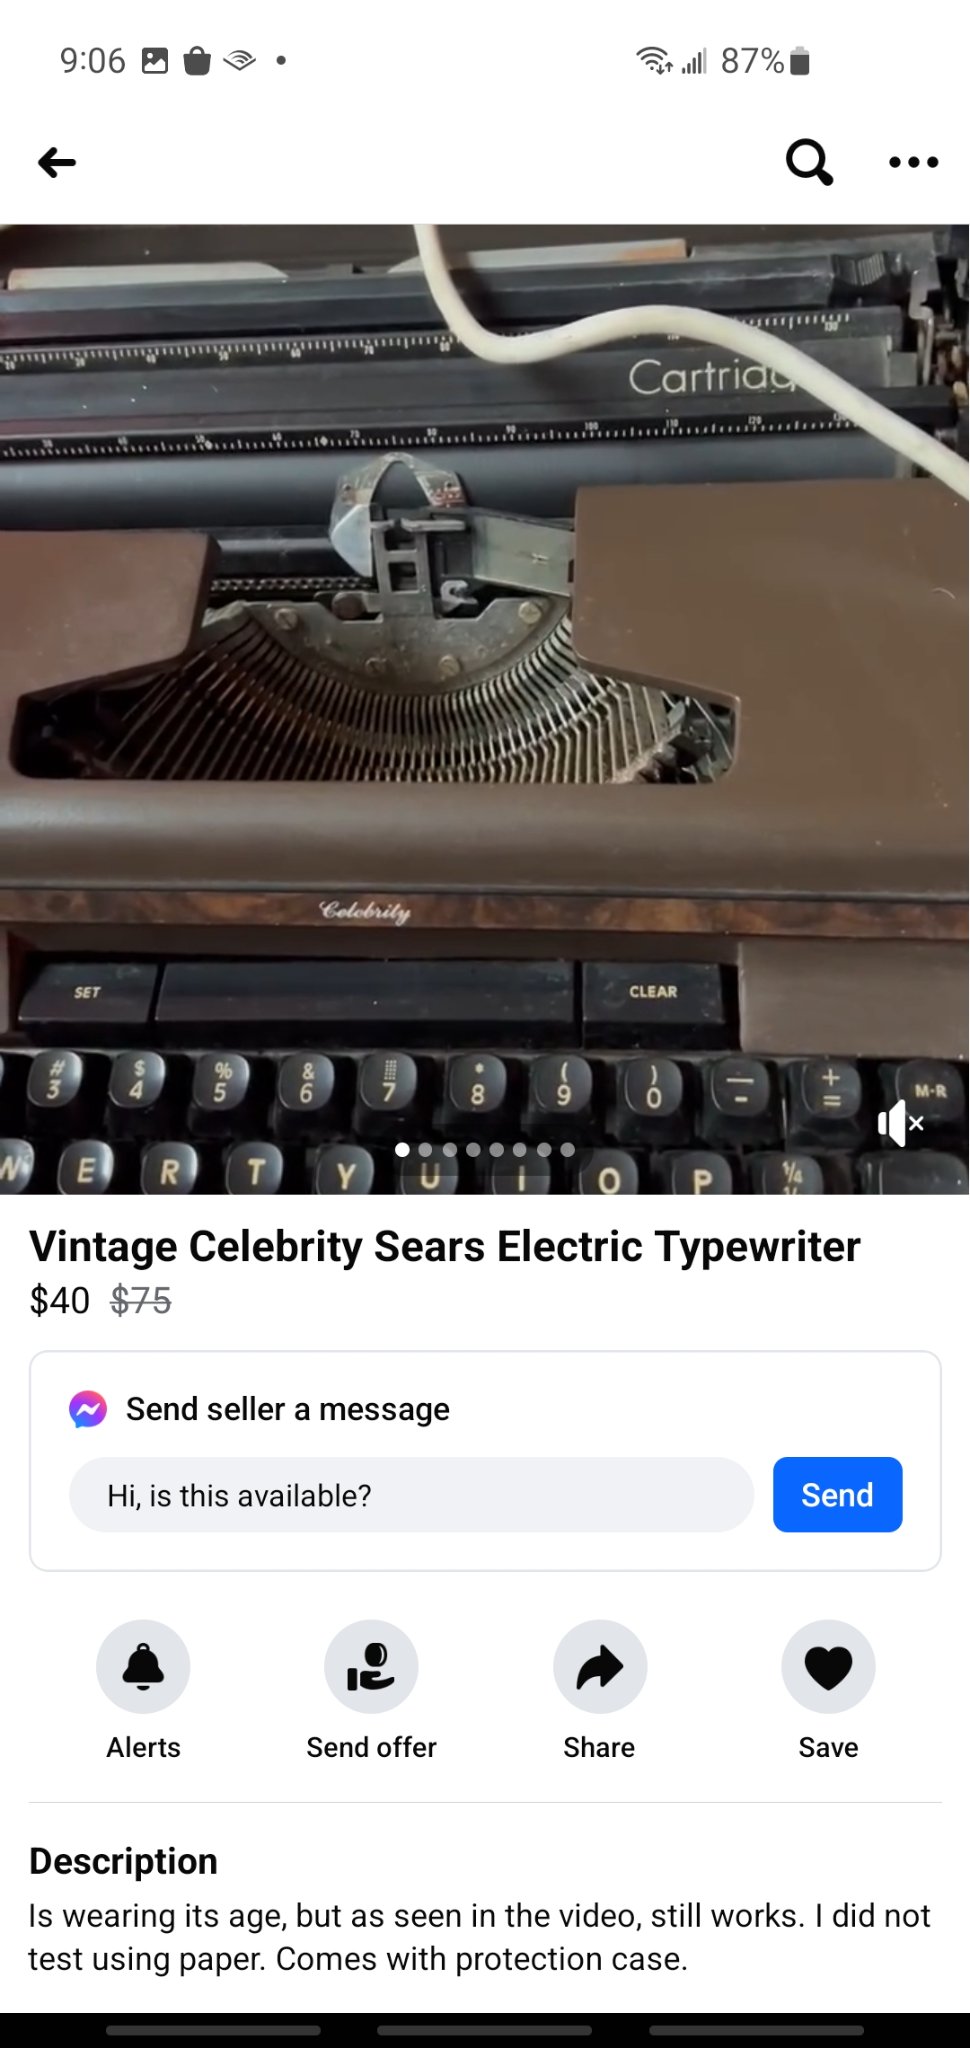 9:06
87%
130
Cartrid
Celebrity
SET
CLEAR
# $ % & * ( ) — +
3 4 5 6 7 8 9 0 - = M-R
W E R T Y U I O P ¼
Vintage Celebrity Sears Electric Typewriter
$40 $75
Send seller a message
Hi, is this available?
Send
Alerts
Send offer
Share
Save
Description
Is wearing its age, but as seen in the video, still works. I did not
test using paper. Comes with protection case.